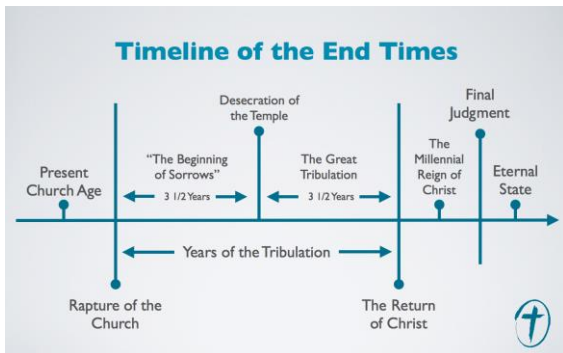 Timeline of the End Times
Present
Church Age
"The Beginning
of Sorrows"
3 1/2 Years
Desecration of
the Temple
The Great
Tribulation
3 1/2 Years
The
Millennial
Reign of
Christ
Final
Judgment
Eternal
State
Years of the Tribulation
Rapture of the
Church
The Return
of Christ